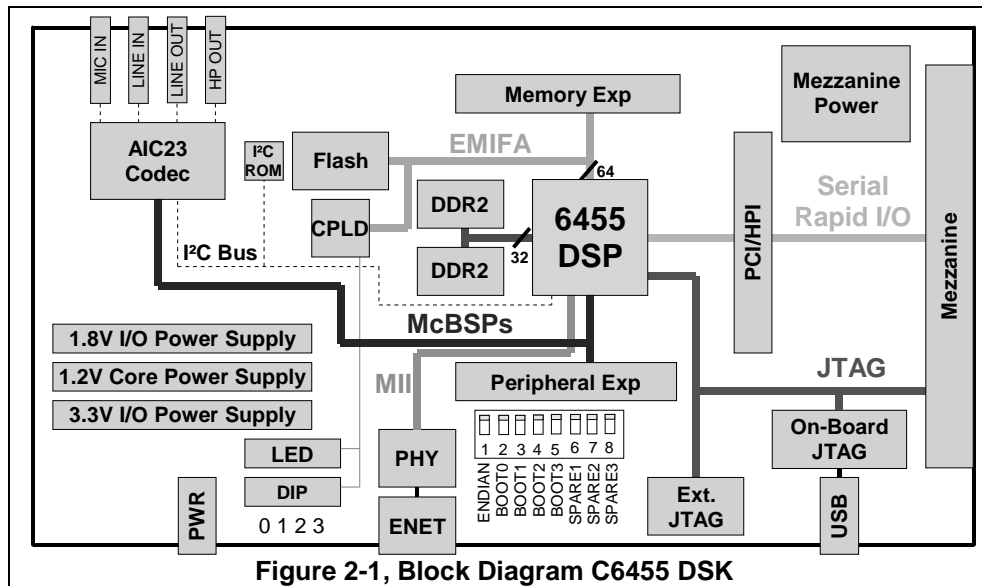 MIC IN
LINE IN
LINE OUT
HP OUT
AIC23
Codec
I²C
ROM
Flash
Memory Exp
EMIFA
64
Mezzanine
Power
CPLD
DDR2
DDR2
32
6455
DSP
PCI/HPI
Serial
Rapid I/O
Mezzanine
I²C Bus
McBSPs
MII
1.8V I/O Power Supply
1.2V Core Power Supply
3.3V I/O Power Supply
Peripheral Exp
JTAG
On-Board
JTAG
LED
DIP
0 1 2 3
PWR
PHY
ENET
1 2 3 4 5 6 7 8
ENDIAN
BOOT0
BOOT1
BOOT2
BOOT3
SPARE1
SPARE2
SPARE3
Ext.
JTAG
USB
Figure 2-1, Block Diagram C6455 DSK